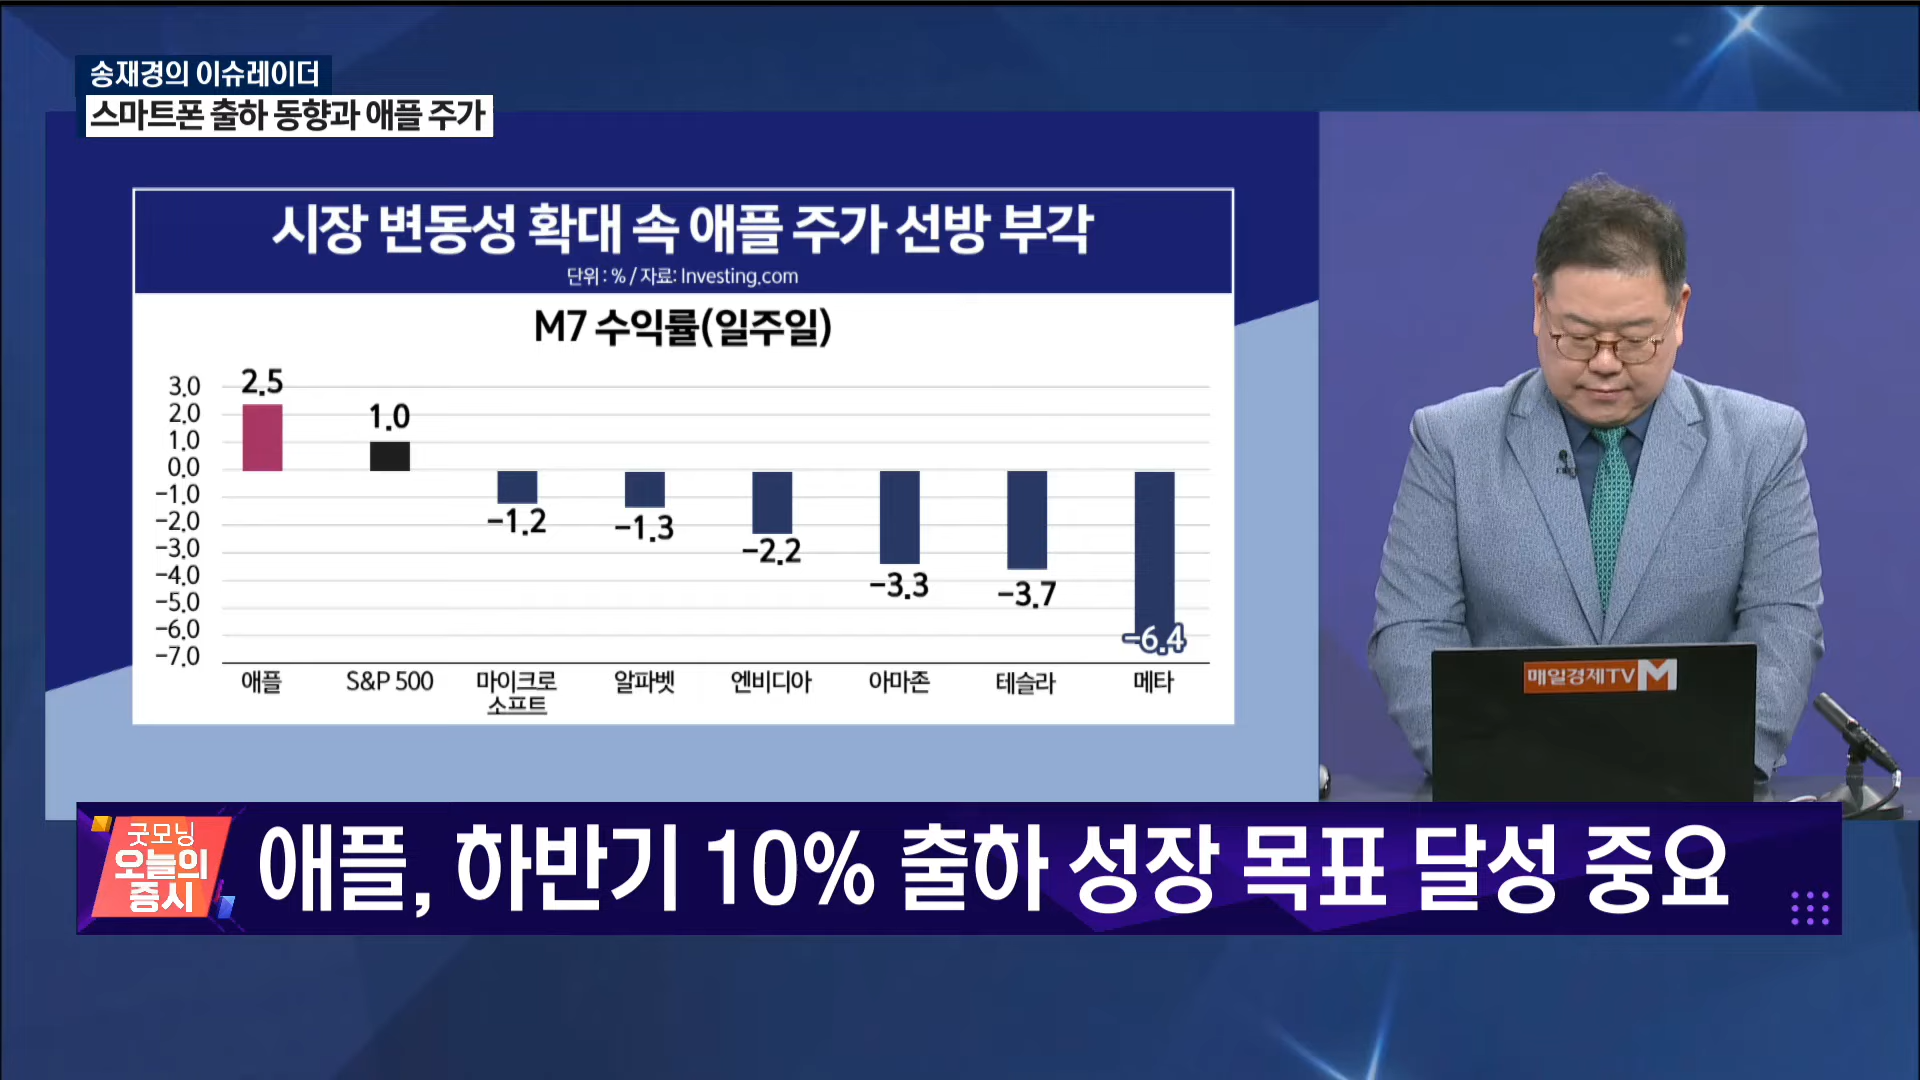 송재경의 이슈레이더
스마트폰 출하 동향과 애플 주가
시장 변동성 확대 속 애플 주가 선방 부각
단위 : % / 자료: Investing.com
M7 수익률(일주일)
3.0
2.0
1.0
0.0
-1.0
-2.0
-3.0
-4.0
-5.0
-6.0
-7.0
2.5
1.0
-1.2
-1.3
-2.2
-3.3
-3.7
-6.4
애플
S&P 500
마이크로
소프트
알파벳
엔비디아
아마존
테슬라
메타
매일경제TV M
굿모닝
오늘의
증시
애플, 하반기 10% 출하 성장 목표 달성 중요